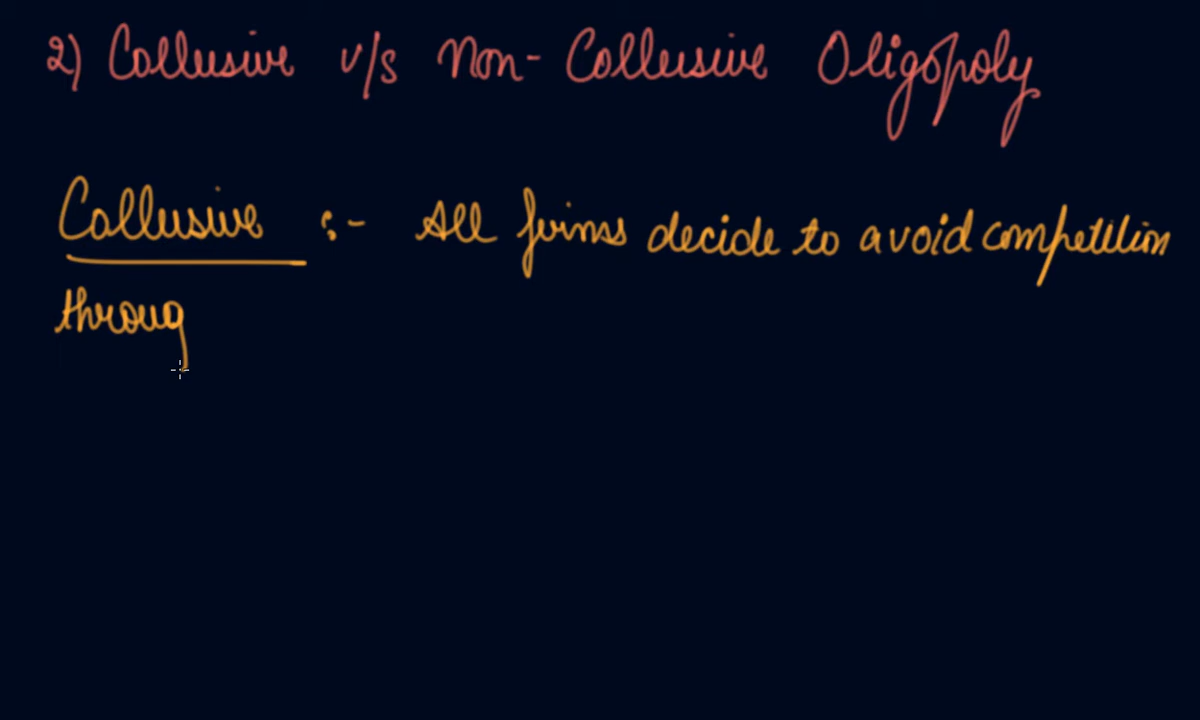 2) Collusive v/s Non-Collusive Oligopoly
Collusive :- All firms decide to avoid competition
throug